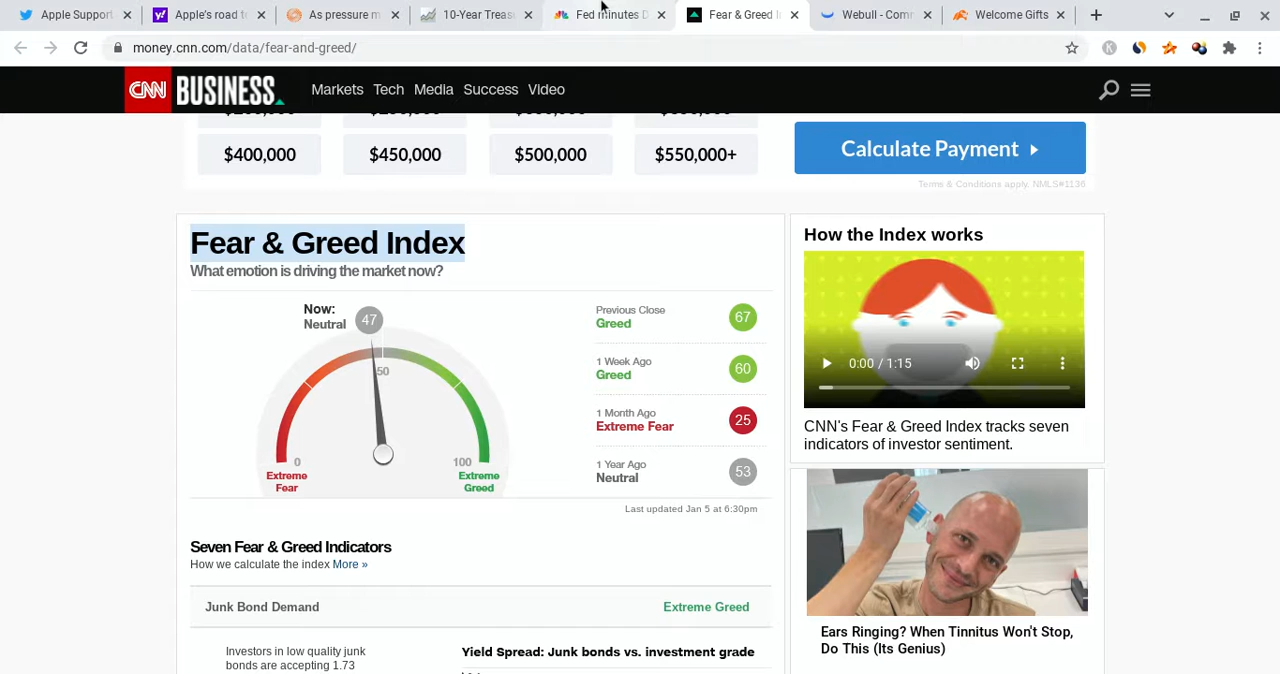 Apple Support
Apple's road to
As pressure m
10-Year Treas
Fed minutes D
Fear & Greed I
Webull - Com
Welcome Gifts
money.cnn.com/data/fear-and-greed/
CNN BUSINESS
Markets Tech Media Success Video
$400,000 $450,000 $500,000 $550,000+
Calculate Payment
Terms & Conditions apply. NMLS#1136
Fear & Greed Index
What emotion is driving the market now?
Now:
Neutral
47
50
0
100
Extreme
Fear
Extreme
Greed
Previous Close
Greed
67
1 Week Ago
Greed
60
1 Month Ago
Extreme Fear
25
1 Year Ago
Neutral
53
Last updated Jan 5 at 6:30pm
Seven Fear & Greed Indicators
How we calculate the index More »
Junk Bond Demand Extreme Greed
Investors in low quality junk
bonds are accepting 1.73
Yield Spread: Junk bonds vs. investment grade
How the Index works
0:00 / 1:15
CNN's Fear & Greed Index tracks seven
indicators of investor sentiment.
Ears Ringing? When Tinnitus Won't Stop,
Do This (Its Genius)